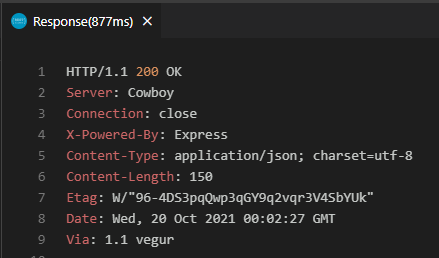 Response(877ms)
1 HTTP/1.1 200 OK
2 Server: Cowboy
3 Connection: close
4 X-Powered-By: Express
5 Content-Type: application/json; charset=utf-8
6 Content-Length: 150
7 Etag: W/"96-4DS3pqQwp3qGY9q2vqr3V4SbYUk"
8 Date: Wed, 20 Oct 2021 00:02:27 GMT
9 Via: 1.1 vegur